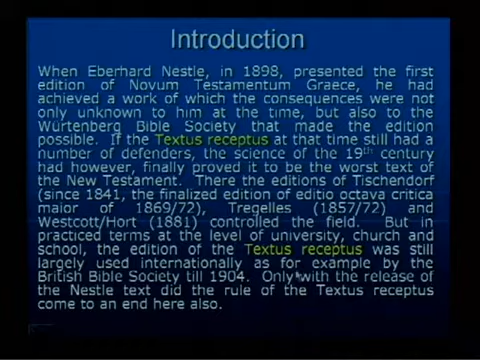 Introduction
When Eberhard Nestle, in 1898, presented the first
edition of Novum Testamentum Graece, he had
achieved a work of which the consequences were not
only unknown to him at the time, but also to the
Würtenberg Bible Society that made the edition
possible. If the Textus receptus at that time still had a
number of defenders, the science of the 19th century
had however, finally proved it to be the worst text of
the New Testament. There the editions of Tischendorf
(since 1841, the finalized edition of editio octava critica
maior of 1869/72), Tregelles (1857/72) and
Westcott/Hort (1881) controlled the field. But in
practiced terms at the level of university, church and
school, the edition of the Textus receptus was still
largely used internationally as for example by the
British Bible Society till 1904. Only with the release of
the Nestle text did the rule of the Textus receptus
come to an end here also.